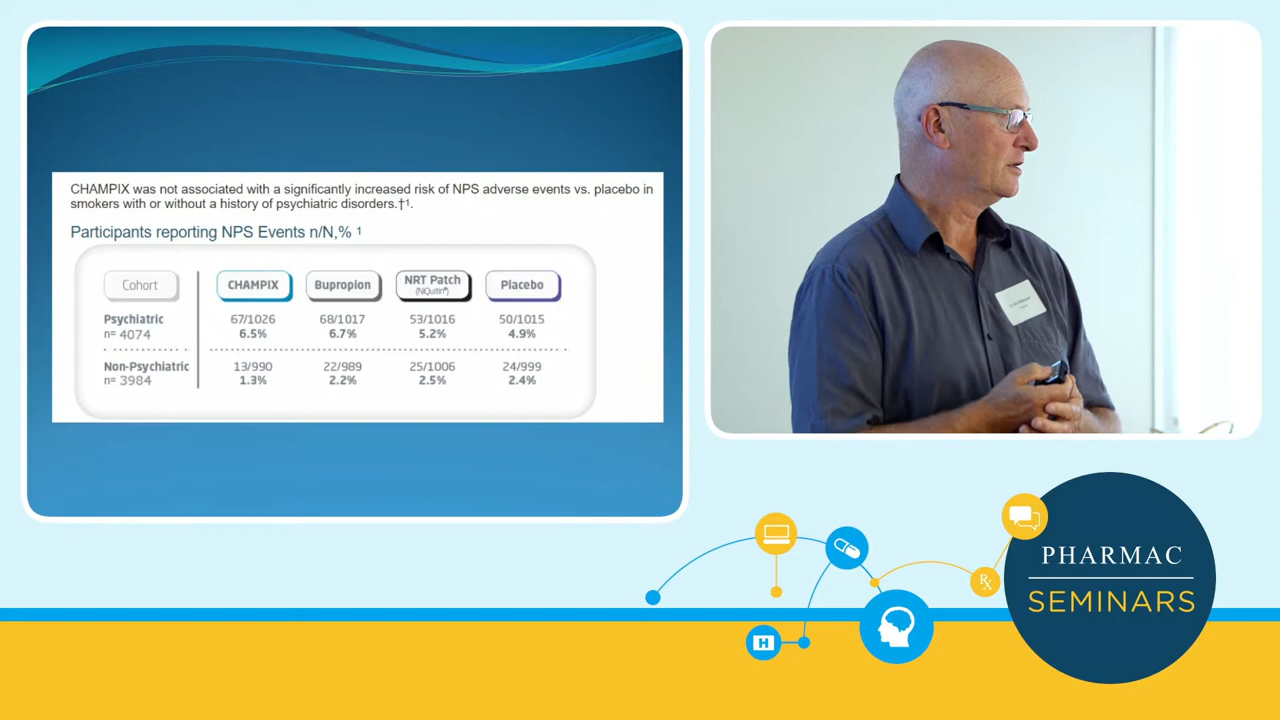 CHAMPIX was not associated with a significantly increased risk of NPS adverse events vs. placebo in
smokers with or without a history of psychiatric disorders.†1.
Participants reporting NPS Events n/N,% 1
Cohort CHAMPIX Bupropion NRT Patch Placebo
(NiQuitin®)
Psychiatric 67/1026 68/1017 53/1016 50/1015
n= 4074 6.5% 6.7% 5.2% 4.9%
Non-Psychiatric 13/990 22/989 25/1006 24/999
n= 3984 1.3% 2.2% 2.5% 2.4%
PHARMAC
SEMINARS
Rx
H